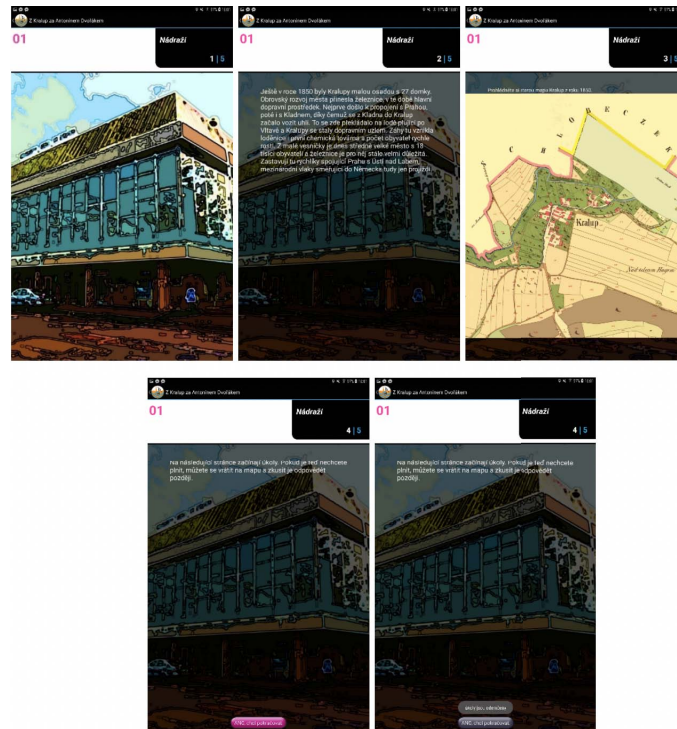 Z Kralup za Antonínem Dvořákem
01
Nádraží
1 | 5
Z Kralup za Antonínem Dvořákem
01
Nádraží
2 | 5
Ještě v roce 1850 byly Kralupy malou osadou s 27 domky.
Obrovský rozvoj města přinesla železnice, v té době hlavní
dopravní prostředek. Nejprve došlo k propojení s Prahou,
poté i s Kladnem, díky čemuž se z Kladna do Kralup
začalo vozit uhlí. To se zde překládalo na lodě plující po
Vltavě a Kralupy se staly dopravním uzlem. Záhy tu vznikla
loděnice i první chemická továrna a počet obyvatel rychle
rostl. Z malé vesničky je dnes středně velké město s 18
tisíci obyvateli a železnice je pro něj stále velmi důležitá.
Zastavují tu rychlíky spojující Prahu s Ústí nad Labem,
mezinárodní vlaky směřující do Německa tudy jen projíždí.
Z Kralup za Antonínem Dvořákem
01
Nádraží
3 | 5
Prohlédněte si mapu Kralup z roku
CHLOBECZER
Kralup
Z Kralup za Antonínem Dvořákem
01
Nádraží
4 | 5
Na následující stránce začínají úkoly. Pokud je teď nechcete
plnit, můžete se vrátit na mapu a zkusit je odpovědět
později.
ANO, chci pokračovat
Z Kralup za Antonínem Dvořákem
01
Nádraží
4 | 5
Na následující stránce začínají úkoly. Pokud je teď nechcete
plnit, můžete se vrátit na mapu a zkusit je odpovědět
později.
ANO, chci pokračovat